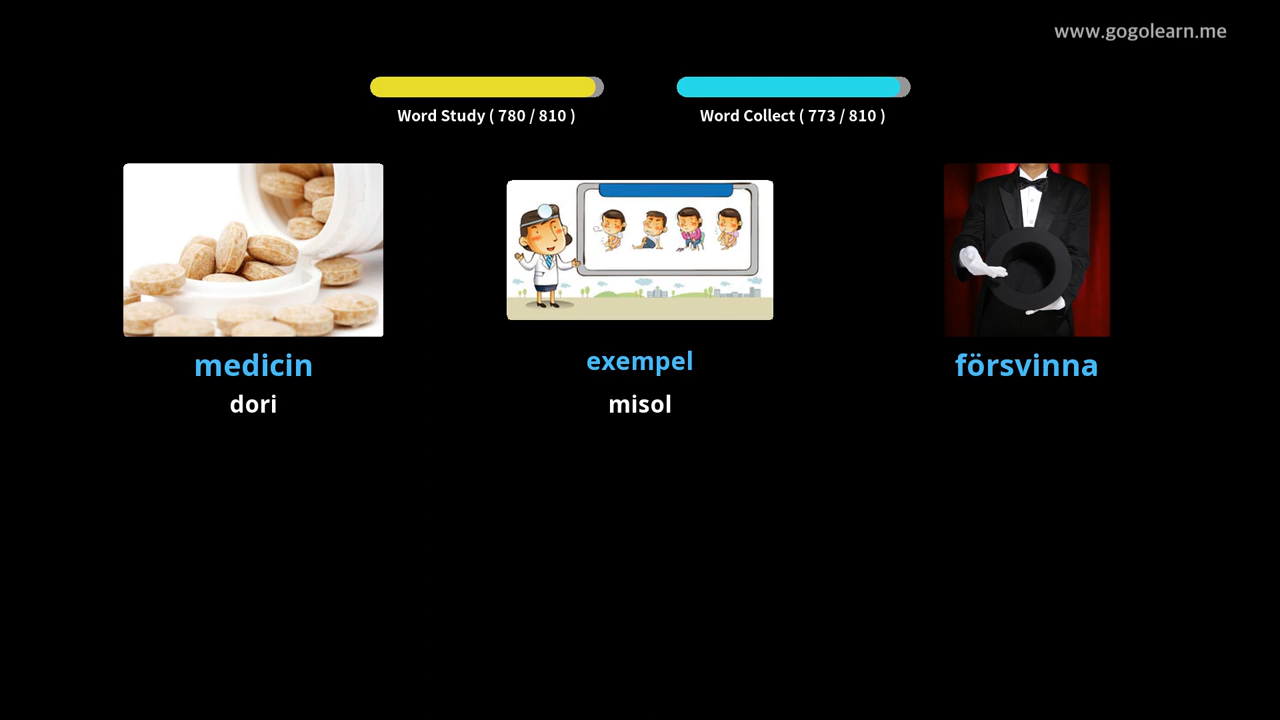 www.gogolearn.me
Word Study ( 780 / 810 )
Word Collect ( 773 / 810 )
medicin
exempel
försvinna
dori
misol